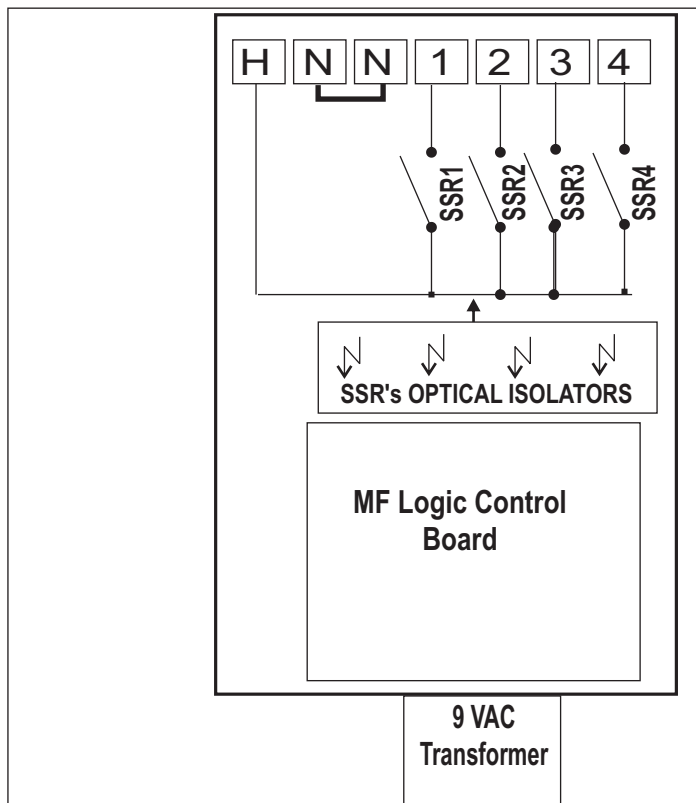 H N N 1 2 3 4
SSR1 SSR2 SSR3 SSR4
SSR's OPTICAL ISOLATORS
MF Logic Control
Board
9 VAC
Transformer